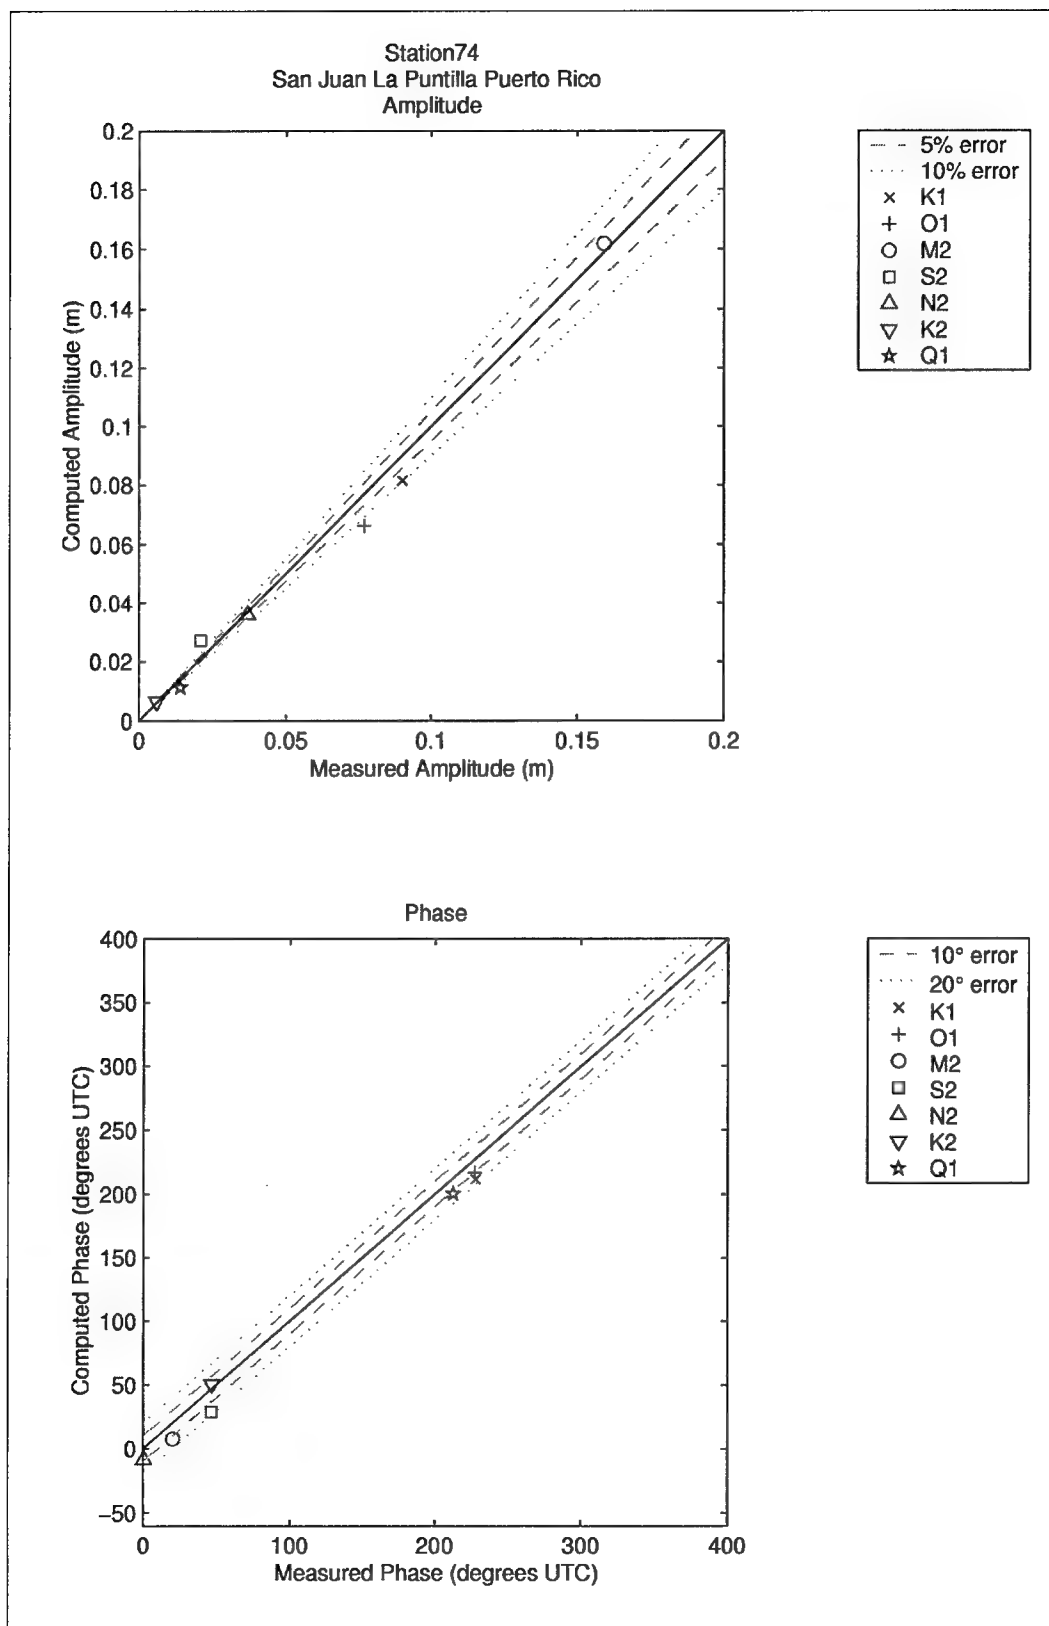 Station74
San Juan La Puntilla Puerto Rico
Amplitude
0.2
0.18
0.16
0.14
0.12
0.1
0.08
0.06
0.04
0.02
0
Computed Amplitude (m)
0 0.05 0.1 0.15 0.2
Measured Amplitude (m)
5% error
10% error
K1
O1
M2
S2
N2
K2
Q1
Phase
400
350
300
250
200
150
100
50
0
−50
Computed Phase (degrees UTC)
0 100 200 300 400
Measured Phase (degrees UTC)
10° error
20° error
K1
O1
M2
S2
N2
K2
Q1